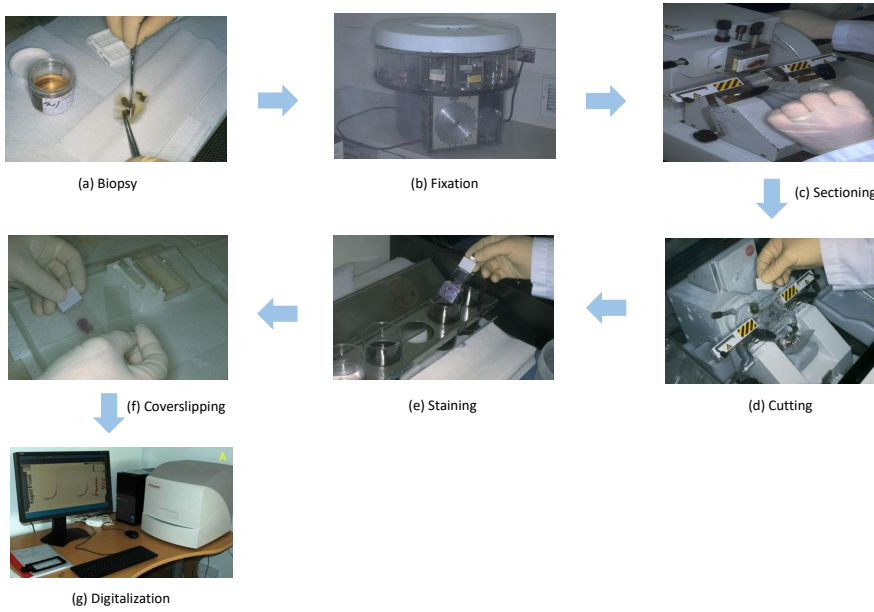 (a) Biopsy
(b) Fixation
(c) Sectioning
(f) Coverslipping
(e) Staining
(d) Cutting
A
(g) Digitalization